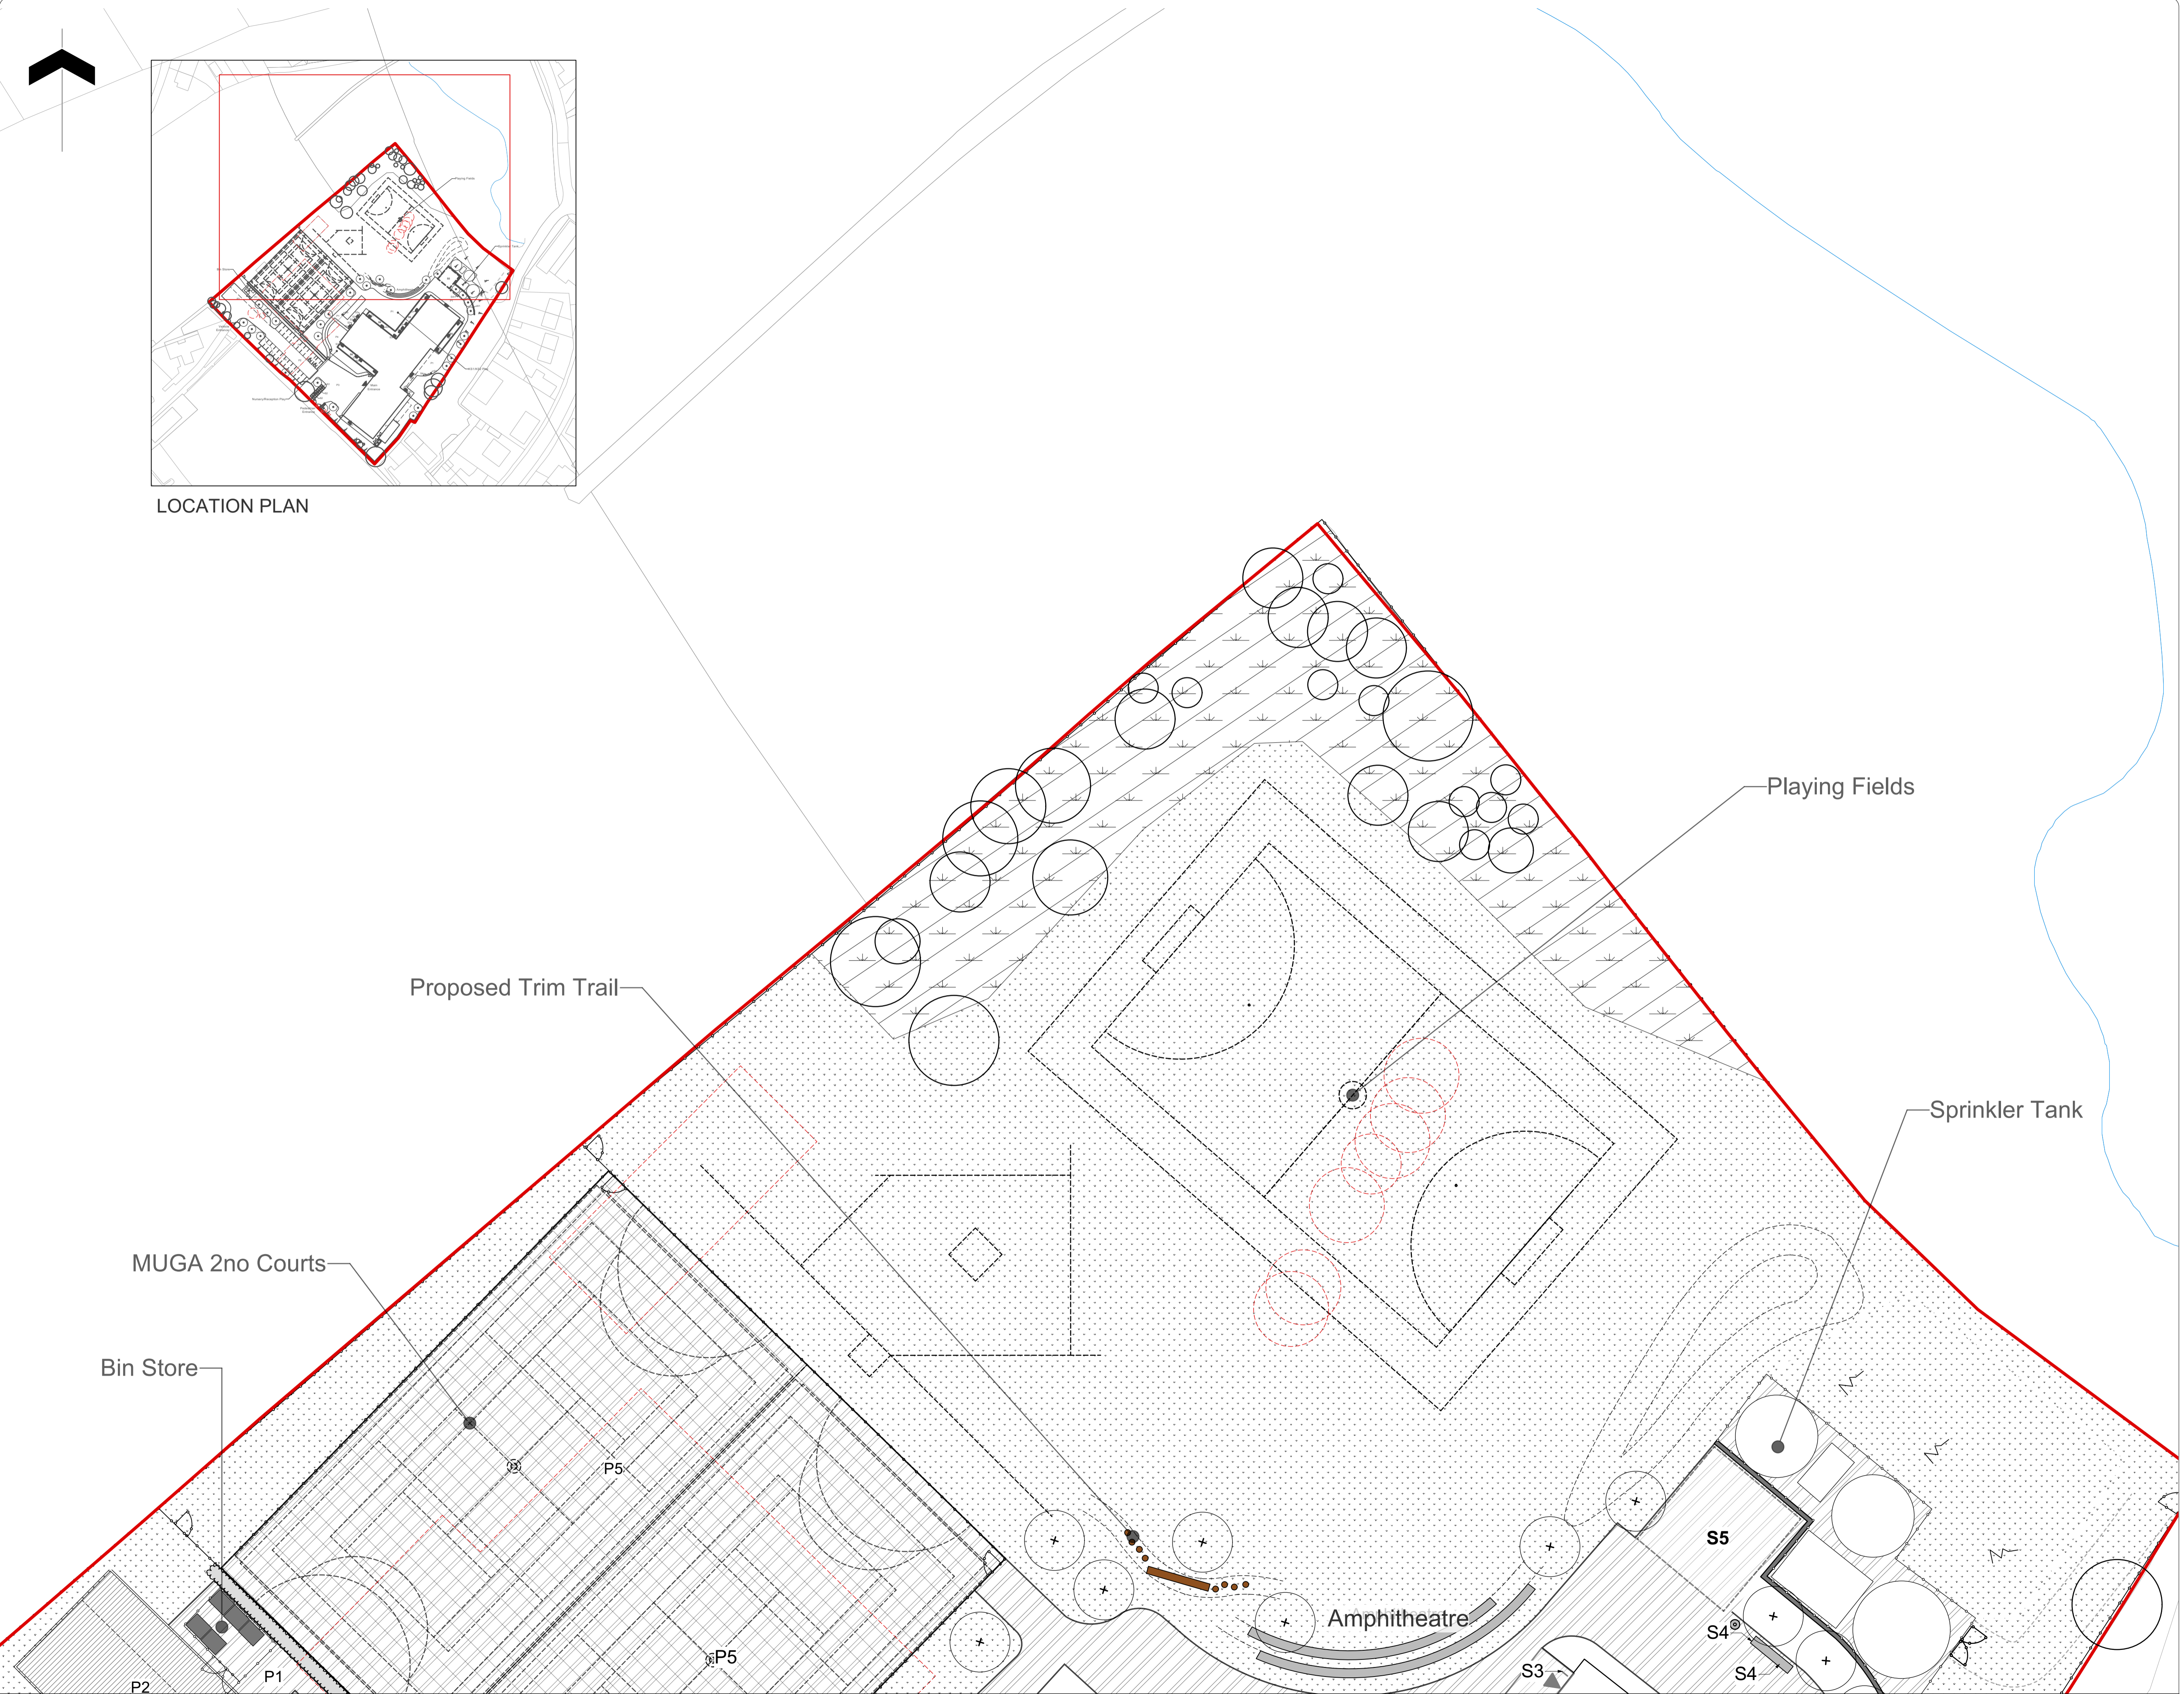 LOCATION PLAN
Playing Fields
Proposed Trim Trail
Sprinkler Tank
MUGA 2no Courts
Bin Store
P5
S5
Amphitheatre
S4
P5
S3
S4
P1
P2